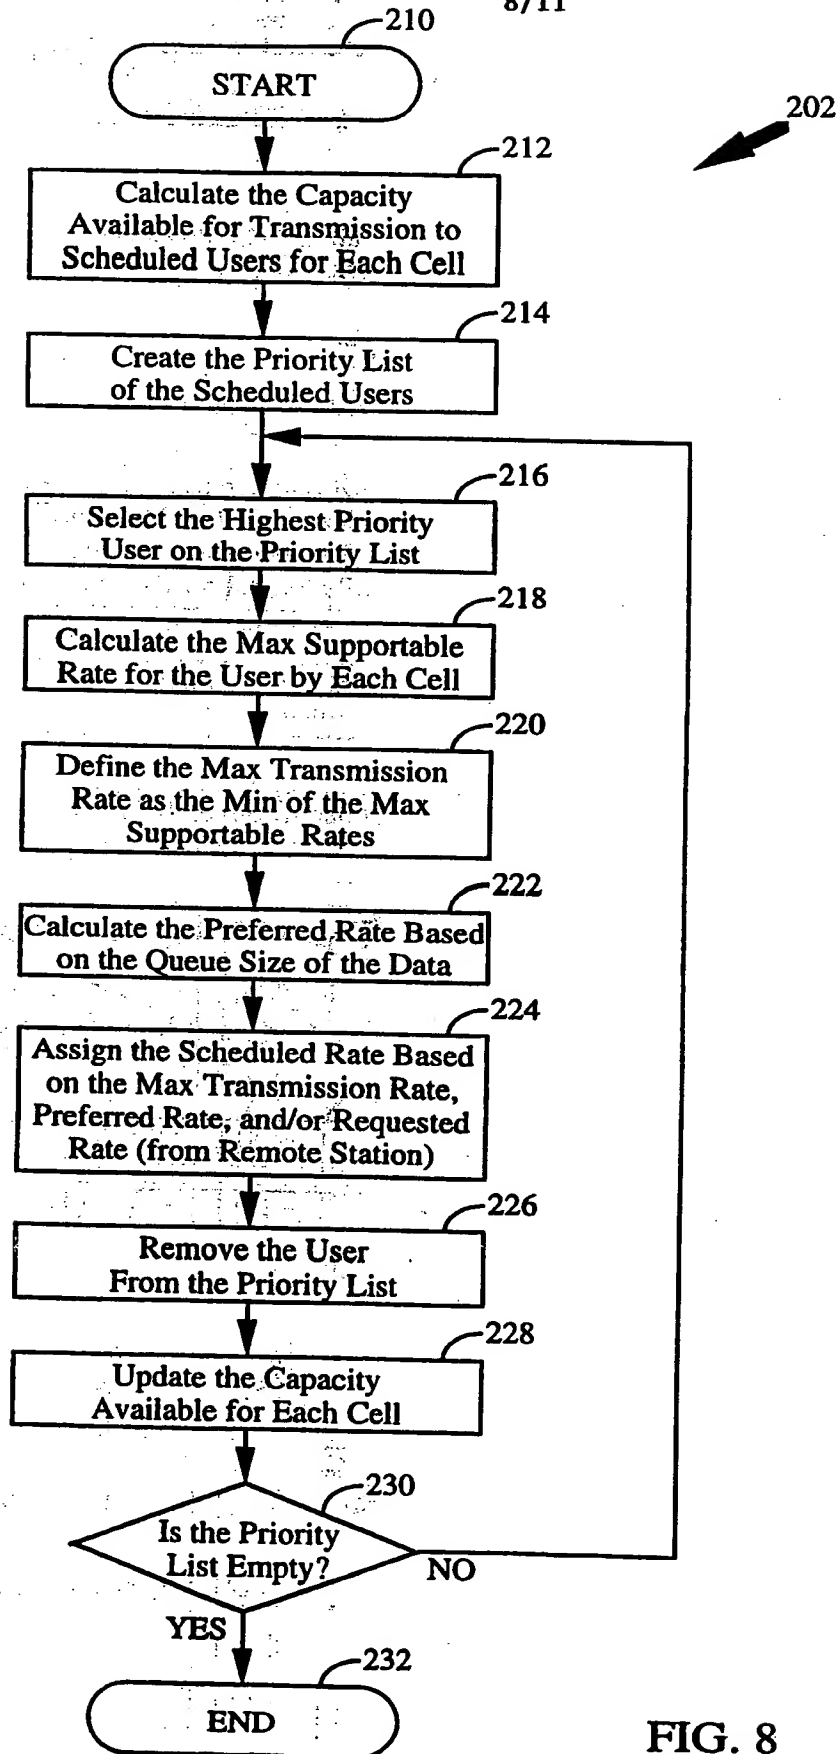 8/11
210
START
202
212
Calculate the Capacity
Available for Transmission to
Scheduled Users for Each Cell
214
Create the Priority List
of the Scheduled Users
216
Select the Highest Priority
User on the Priority List
218
Calculate the Max Supportable
Rate for the User by Each Cell
220
Define the Max Transmission
Rate as the Min of the Max
Supportable Rates
222
Calculate the Preferred Rate Based
on the Queue Size of the Data
224
Assign the Scheduled Rate Based
on the Max Transmission Rate,
Preferred Rate, and/or Requested
Rate (from Remote Station)
226
Remove the User
From the Priority List
228
Update the Capacity
Available for Each Cell
230
Is the Priority
List Empty?
NO
YES
232
END
FIG. 8